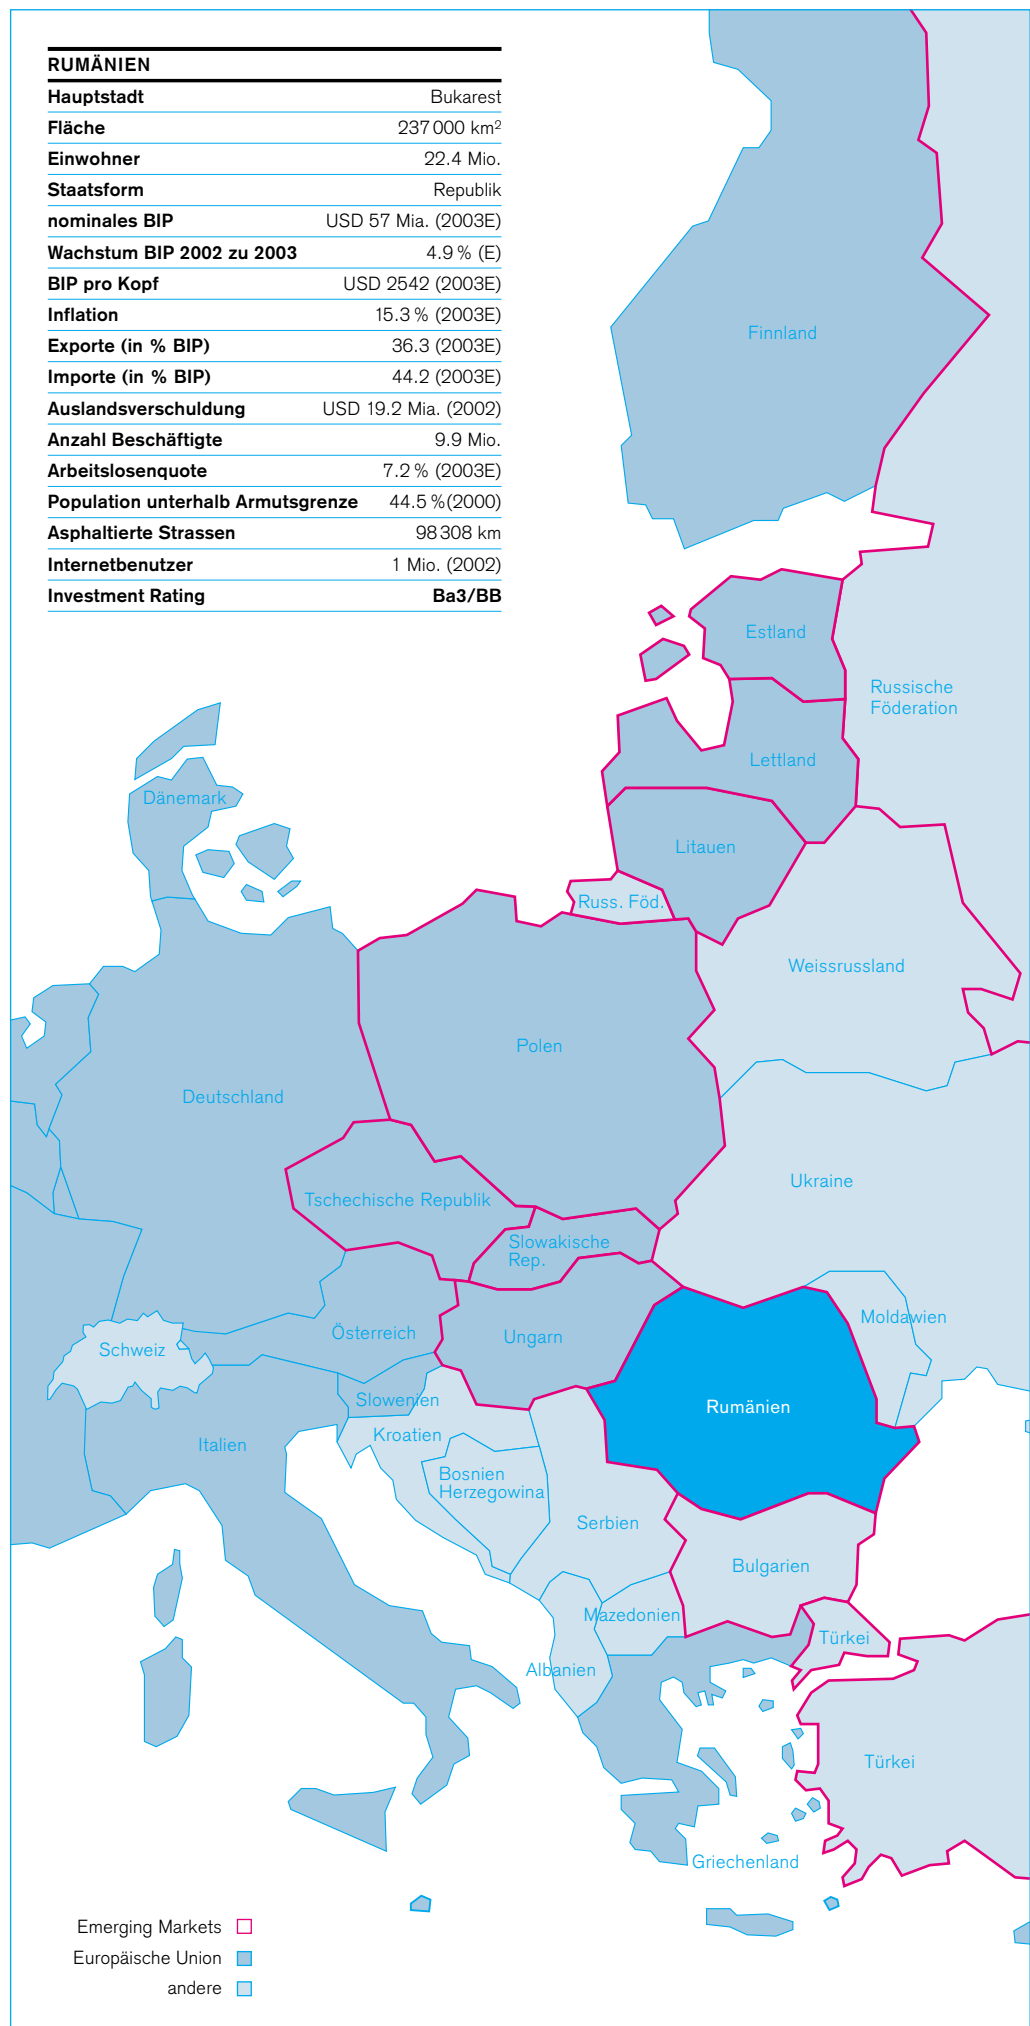 RUMÄNIEN
Hauptstadt Bukarest
Fläche 237 000 km²
Einwohner 22.4 Mio.
Staatsform Republik
nominales BIP USD 57 Mia. (2003E)
Wachstum BIP 2002 zu 2003 4.9 % (E)
BIP pro Kopf USD 2542 (2003E)
Inflation 15.3 % (2003E)
Exporte (in % BIP) 36.3 (2003E)
Importe (in % BIP) 44.2 (2003E)
Auslandsverschuldung USD 19.2 Mia. (2002)
Anzahl Beschäftigte 9.9 Mio.
Arbeitslosenquote 7.2 % (2003E)
Population unterhalb Armutsgrenze 44.5 %(2000)
Asphaltierte Strassen 98 308 km
Internetbenutzer 1 Mio. (2002)
Investment Rating Ba3/BB
Finnland
Estland
Russische
Föderation
Lettland
Dänemark
Litauen
Russ. Föd.
Weissrussland
Polen
Deutschland
Ukraine
Tschechische Republik
Slowakische
Rep.
Moldawien
Österreich
Ungarn
Schweiz
Slowenien
Rumänien
Kroatien
Italien
Bosnien
Herzegowina
Serbien
Bulgarien
Mazedonien
Türkei
Albanien
Türkei
Griechenland
Emerging Markets
Europäische Union
andere